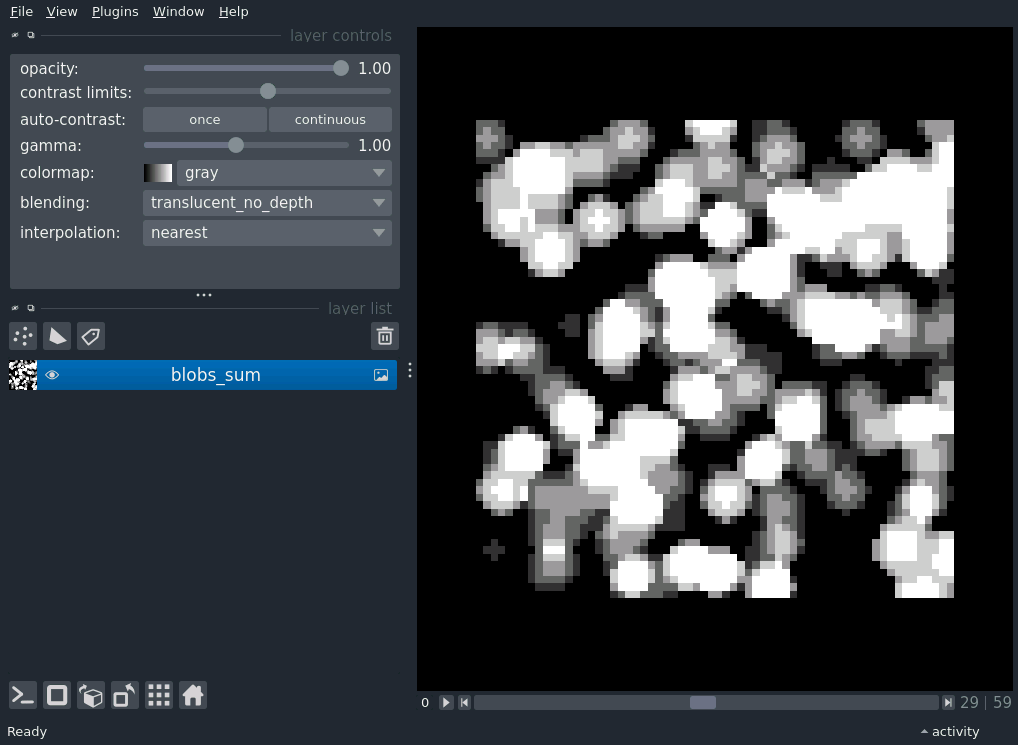 File View Plugins Window Help
layer controls
opacity: 1.00
contrast limits:
auto-contrast: once continuous
gamma: 1.00
colormap: gray
blending: translucent_no_depth
interpolation: nearest
layer list
blobs_sum
0 29 | 59
Ready activity